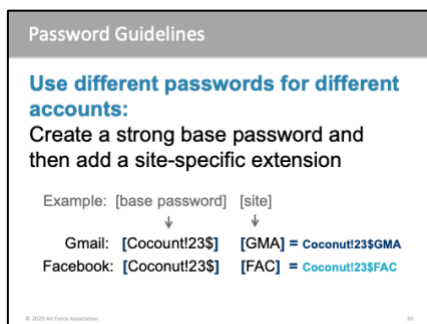 Password Guidelines
Use different passwords for different
accounts:
Create a strong base password and
then add a site-specific extension
Example: [base password] [site]
Gmail: [Cocount!23$] [GMA] = Coconut!23$GMA
Facebook: [Coconut!23$] [FAC] = Coconut!23$FAC
© 2020 Air Force Association
30